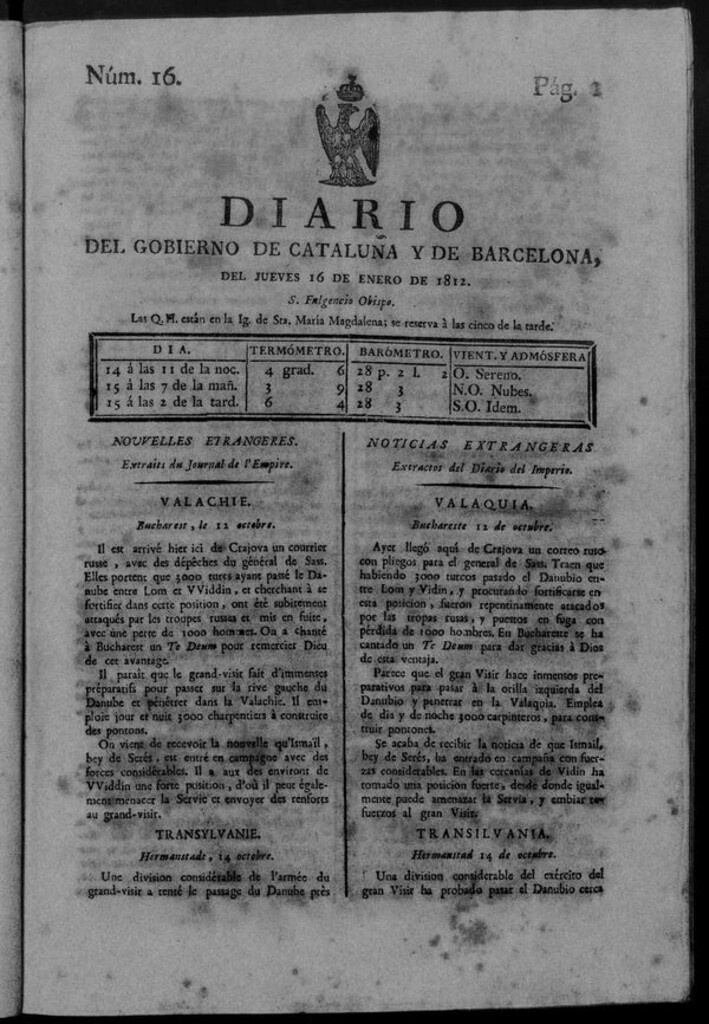 Núm. 16.
Pág. 1
DIARIO
DEL GOBIERNO DE CATALUÑA Y DE BARCELONA,
DEL JUEVES 16 DE ENERO DE 1812.
S. Fulgencio Obispo.
Las Q. H. están en la Ig. de Sta. María Magdalena; se reserva à las cinco de la tarde.
DIA. TERMÓMETRO. BARÓMETRO. VIENT. Y ADMÓSFERA
14 á las 11 de la noc. 4 grad. 6 28 p. 2 l. 2 O. Sereno.
15 á las 7 de la mañ. 3 9 28 3 N.O. Nubes.
15 á las 2 de la tard. 6 4 28 3 S.O. Idem.
NOUVELLES ETRANGERES.
Extraits du Journal de l'Empire.
VALACHIE.
Bucharest, le 12 octobre.
Il est arrivé hier ici de Crajova un courrier
russe, avec des dépêches du général de Sass.
Elles portent que 3000 turcs ayant passé le Da-
nube entre Lom et VViddin, et cherchant à se
fortifier dans cette position, ont été subitement
attaqués par les troupes russes et mis en fuite,
avec une perte de 1000 hommes. On a chanté
à Bucharest un Te Deum pour remercier Dieu
de cet avantage.
Il paraît que le grand-visit fait d'immenses
préparatifs pour passer sur la rive gauche du
Danube et pénétrer dans la Valachie. Il em-
ploie jour et nuit 3000 charpentiers à construire
des pontons.
On vient de recevoir la nouvelle qu'Ismaïl,
bey de Serés, est entré en campagne avec des
forces considérables. Il a aux des environs de
VViddin une forte position, d'où il peut égale-
ment menacer la Servie et envoyer des renforts
au grand-visir.
TRANSYLVANIE.
Hermanstadt, 14 octobre.
Une division considérable de l'armée du
grand-visir a tenté le passage du Danube près
NOTICIAS EXTRANGERAS
Extractos del Diario del Imperio.
VALAQUIA.
Buchareste 12 de octubre.
Ayer llegó aquí de Crajova un correo ruso
con pliegos para el general de Sass. Traen que
habiendo 3000 turcos pasado el Danubio en-
tre Lom y Vidin, y procurando fortificarse en
esta posicion, fueron repentinamente atacados
por las tropas rusas, y puestos en fuga con
pérdida de 1000 hombres. En Buchareste se ha
cantado un Te Deum para dar gracias à Dios
de esta ventaja.
Parece que el gran Visir hace inmensos pre-
parativos para pasar à la orilla izquierda del
Danubio y penetrar en la Valaquia. Emplea
de dia y de noche 3000 carpinteros, para cons-
truir pontones.
Se acaba de recibir la noticia de que Ismail,
bey de Serés, ha entrado en campaña con fuer-
zas considerables. En las cercanías de Vidin ha
tomado una posicion fuerte, desde donde igual-
mente puede amenazar la Servia, y embiar re-
fuerzos al gran Visir.
TRANSILVANIA.
Hermanstad 14 de octubre.
Una division considerable del exército del
gran Visir ha probado pasar el Danubio cerca